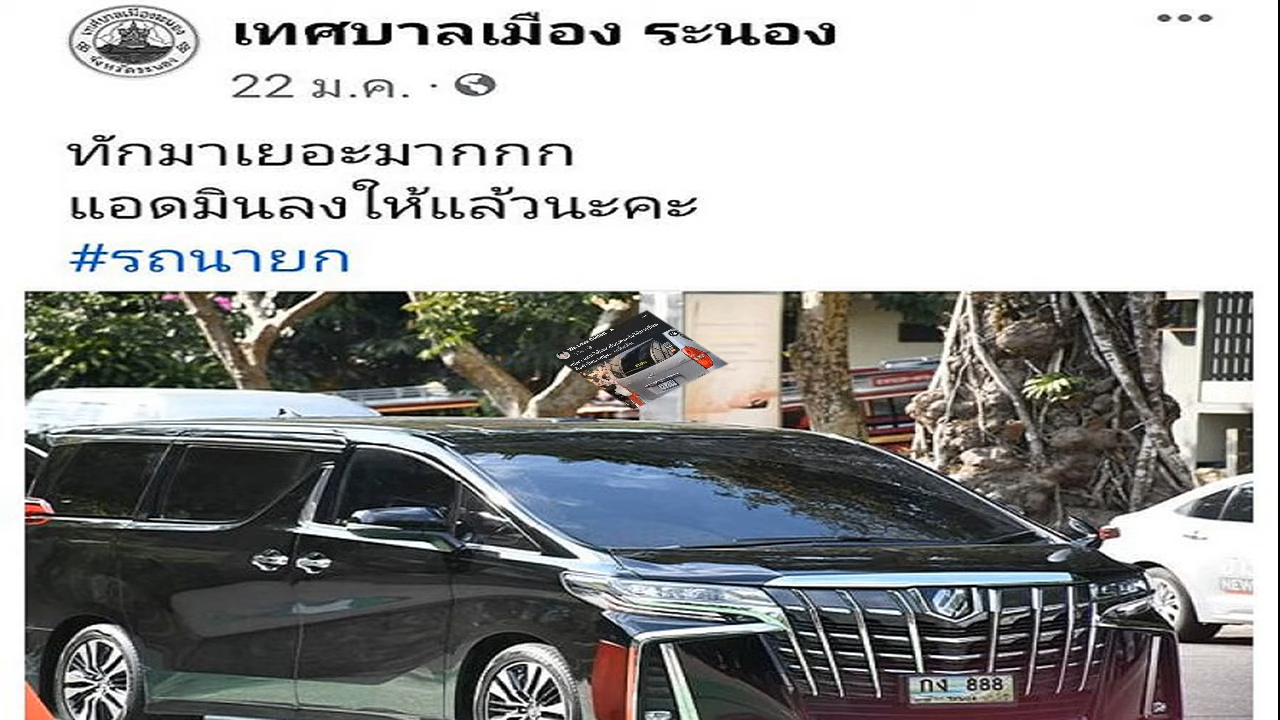 เทศบาลเมือง ระนอง
22 ม.ค. ·
ทักมาเยอะมากกก
แอดมินลงให้แล้วนะคะ
#รถนายก
กง 888
NEW